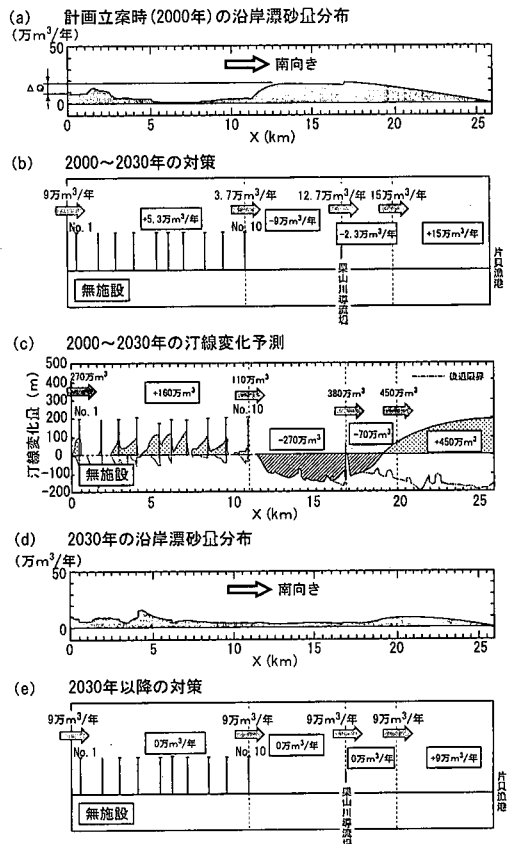 (a) 計画立案時(2000年)の沿岸漂砂量分布
(万m³/年)
50
南向き
ΔQ
0
0 5 10 15 20 25
X (km)
(b) 2000〜2030年の対策
9万m³/年 3.7万m³/年 12.7万m³/年 15万m³/年
+5.3万m³/年 -9万m³/年 -2.3万m³/年 +15万m³/年
No. 1 No. 10
無施設
川導流堤
片貝漁港
(c) 2000〜2030年の汀線変化予測
汀線変化量 (m)
500
400
300
200
100
0
-100
-200
270万m³ +160万m³ 110万m³ 380万m³ 450万m³
後退限界
No. 1 No. 10
-270万m³ -70万m³ +450万m³
無施設
0 5 10 15 20 25
X (km)
(d) 2030年の沿岸漂砂量分布
(万m³/年)
50
南向き
0
0 5 10 15 20 25
X (km)
(e) 2030年以降の対策
9万m³/年 9万m³/年 9万m³/年 9万m³/年
No. 1 0万m³/年 No. 10 0万m³/年 0万m³/年 +9万m³/年
無施設
川導流堤
片貝漁港